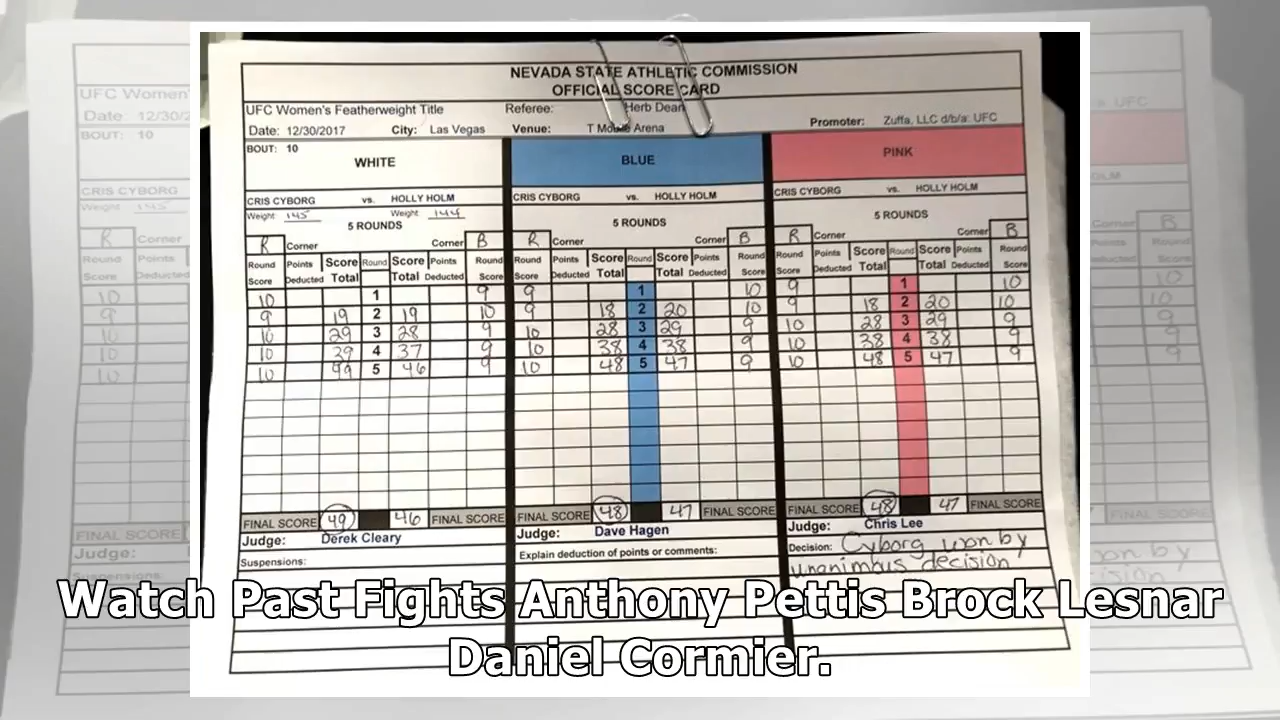 NEVADA STATE ATHLETIC COMMISSION
OFFICIAL SCORE CARD
UFC Women's Featherweight Title Referee: Herb Dean
Date: 12/30/2017 City: Las Vegas Venue: T Mobile Arena Promoter: Zuffa, LLC d/b/a: UFC
BOUT: 10
WHITE BLUE PINK
CRIS CYBORG vs. HOLLY HOLM CRIS CYBORG vs. HOLLY HOLM CRIS CYBORG vs. HOLLY HOLM
Weight 145 Weight 144
5 ROUNDS 5 ROUNDS 5 ROUNDS
R Corner Corner B R Corner Corner B R Corner Corner B
Round Points Score Round Score Points Round Round Points Score Round Score Points Round Round Points Score Round Score Points Round
Score Deducted Total Total Deducted Score Score Deducted Total Total Deducted Score Score Deducted Total Total Deducted Score
10 1 9 9 1 10 9 1 10
9 19 2 19 10 9 18 2 20 10 9 18 2 20 10
10 29 3 28 9 10 28 3 29 9 10 28 3 29 9
10 39 4 37 9 10 38 4 38 9 10 38 4 38 9
10 49 5 46 9 10 48 5 47 9 10 48 5 47 9
FINAL SCORE 49 46 FINAL SCORE FINAL SCORE 48 47 FINAL SCORE FINAL SCORE 48 47 FINAL SCORE
Judge: Derek Cleary Judge: Dave Hagen Judge: Chris Lee
Suspensions: Explain deduction of points or comments: Decision: Cyborg won by
unanimous decision
Watch Past Fights Anthony Pettis Brock Lesnar
Daniel Cormier.